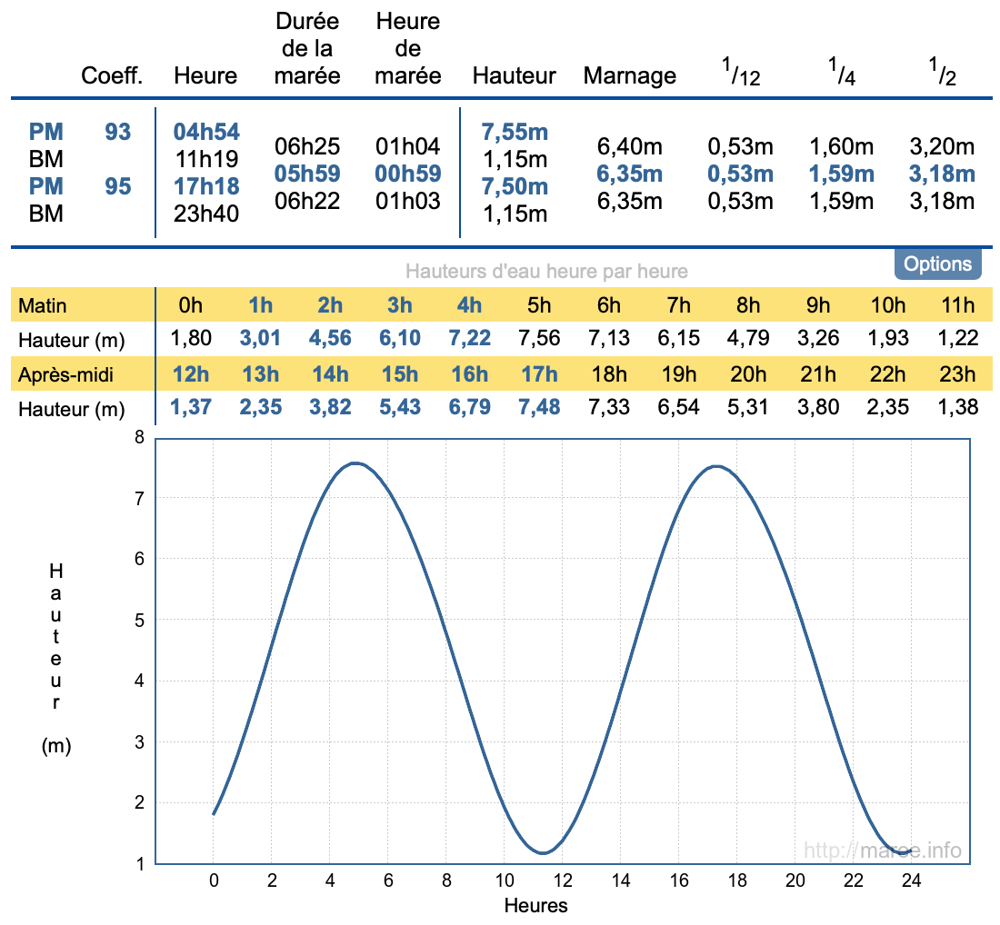 Coeff. Heure Durée de la marée Heure de marée Hauteur Marnage 1/12 1/4 1/2
PM 93 04h54 7,55m
06h25 01h04 6,40m 0,53m 1,60m 3,20m
BM 11h19 1,15m
05h59 00h59 6,35m 0,53m 1,59m 3,18m
PM 95 17h18 7,50m
06h22 01h03 6,35m 0,53m 1,59m 3,18m
BM 23h40 1,15m
Hauteurs d'eau heure par heure
Options
Matin 0h 1h 2h 3h 4h 5h 6h 7h 8h 9h 10h 11h
Hauteur (m) 1,80 3,01 4,56 6,10 7,22 7,56 7,13 6,15 4,79 3,26 1,93 1,22
Après-midi 12h 13h 14h 15h 16h 17h 18h 19h 20h 21h 22h 23h
Hauteur (m) 1,37 2,35 3,82 5,43 6,79 7,48 7,33 6,54 5,31 3,80 2,35 1,38
8
7
6
5
4
3
2
1
Hauteur (m)
http://maree.info
0 2 4 6 8 10 12 14 16 18 20 22 24
Heures